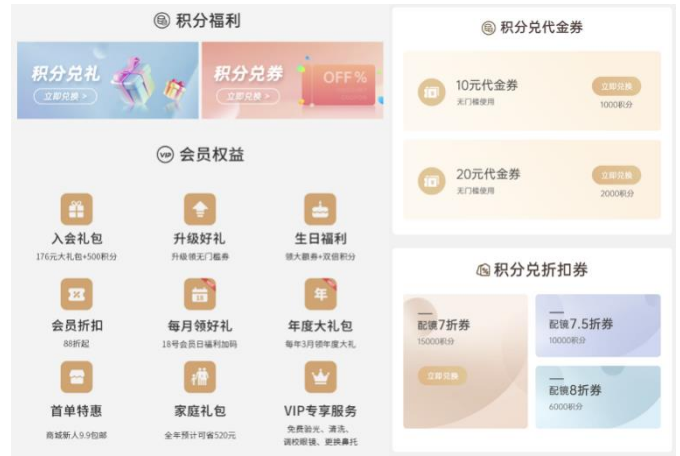 积分福利
积分兑礼
立即兑换 >
积分兑券
立即兑换 >
OFF%
VIP 会员权益
入会礼包
176元大礼包+500积分
升级好礼
升级领无门槛券
生日福利
领大额券+双倍积分
会员折扣
88折起
18
每月领好礼
18号会员日福利加码
年
年度大礼包
每年3月领年度大礼
首单特惠
商城新人9.9包邮
家庭礼包
全年预计可省520元
VIP专享服务
免费验光、清洗、
调校眼镜、更换鼻托
积分兑代金券
10元代金券
无门槛使用
立即兑换
1000积分
20元代金券
无门槛使用
立即兑换
2000积分
积分兑折扣券
配镜7折券
15000积分
立即兑换
配镜7.5折券
10000积分
配镜8折券
6000积分